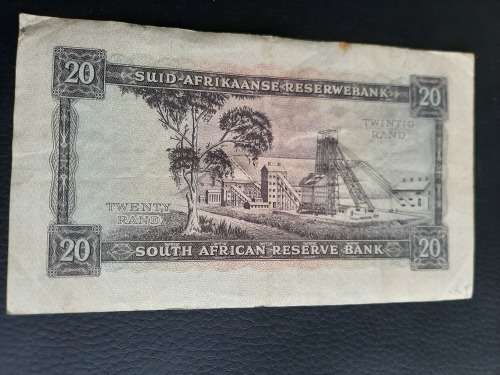 20 SUID-AFRIKAANSE RESERWEBANK 20
TWINTIG
RAND
TWENTY
RAND
20 SOUTH AFRICAN RESERVE BANK 20